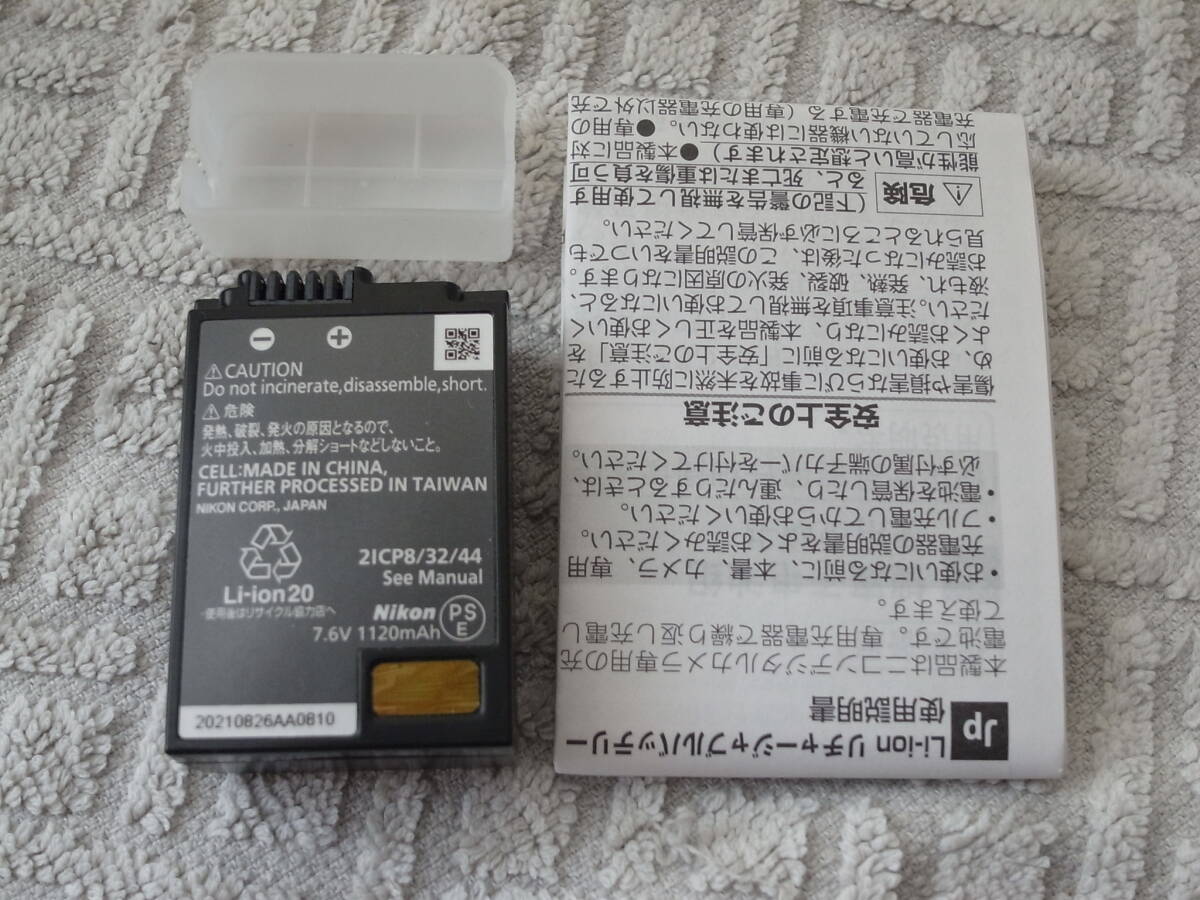 − +
⚠CAUTION
Do not incinerate,disassemble,short.
⚠危険
発熱、破裂、発火の原因となるので、
火中投入、加熱、分解ショートなどしないこと。
CELL:MADE IN CHINA,
FURTHER PROCESSED IN TAIWAN
NIKON CORP., JAPAN
2ICP8/32/44
See Manual
Li-ion20
使用後はリサイクル協力店へ
Nikon
PS
E
7.6V 1120mAh
20210826AA0810
Jp Li-ion リチャージャブルバッテリー
使用説明書
本製品はニコンデジタルカメラ専用の充
電池です。専用充電器で繰り返し充電し
て使えます。
・お使いになる前に、本書、カメラ、専用
充電器の説明書をよくお読みください。
・フル充電してからお使いください。
・電池を保管したり、運んだりするときは、
必ず付属の端子カバーを付けてください。
安全上のご注意
傷害や損害ならびに事故を未然に防止するた
め、お使いになる前に「安全上のご注意」を
よくお読みになり、本製品を正しくお使いく
ださい。注意事項を無視してお使いになると、
液もれ、発熱、破裂、発火の原因になります。
お読みになった後は、この説明書をいつでも
見られるところに必ず保管してください。
⚠危険 (下記の警告を無視して使用す
ると、死亡または重傷を負う可
能性が高いと想定されます) ●本製品に対
応していない機器には使わない。 ●専用の
充電器で充電する(専用の充電器以外で充